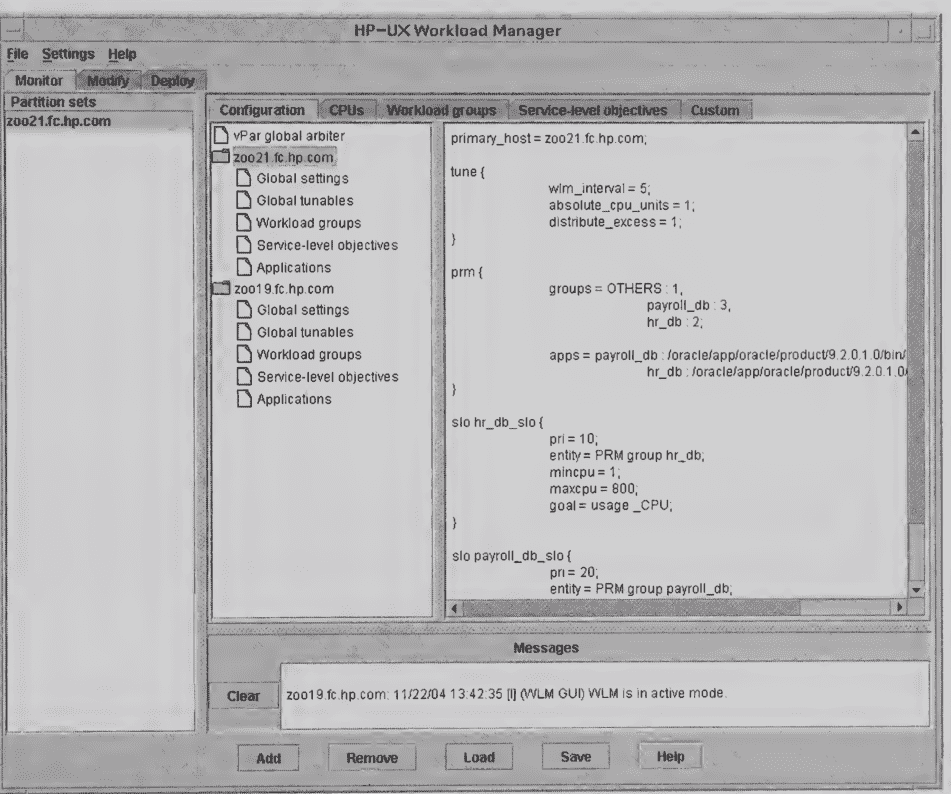 HP-UX Workload Manager
File Settings Help
Monitor Modify Deploy
Partition sets
zoo21.fc.hp.com
Configuration CPUs Workload groups Service-level objectives Custom
vPar global arbiter
zoo21.fc.hp.com
Global settings
Global tunables
Workload groups
Service-level objectives
Applications
zoo19.fc.hp.com
Global settings
Global tunables
Workload groups
Service-level objectives
Applications
primary_host = zoo21.fc.hp.com;
tune {
wlm_interval = 5;
absolute_cpu_units = 1;
distribute_excess = 1;
}
prm {
groups = OTHERS : 1,
payroll_db : 3,
hr_db : 2;
apps = payroll_db : /oracle/app/oracle/product/9.2.0.1.0/bin/
hr_db : /oracle/app/oracle/product/9.2.0.1.0/
}
slo hr_db_slo {
pri = 10;
entity = PRM group hr_db;
mincpu = 1;
maxcpu = 800;
goal = usage _CPU;
}
slo payroll_db_slo {
pri = 20;
entity = PRM group payroll_db;
Messages
Clear
zoo19.fc.hp.com: 11/22/04 13:42:35 [I] (WLM GUI) WLM is in active mode.
Add Remove Load Save Help